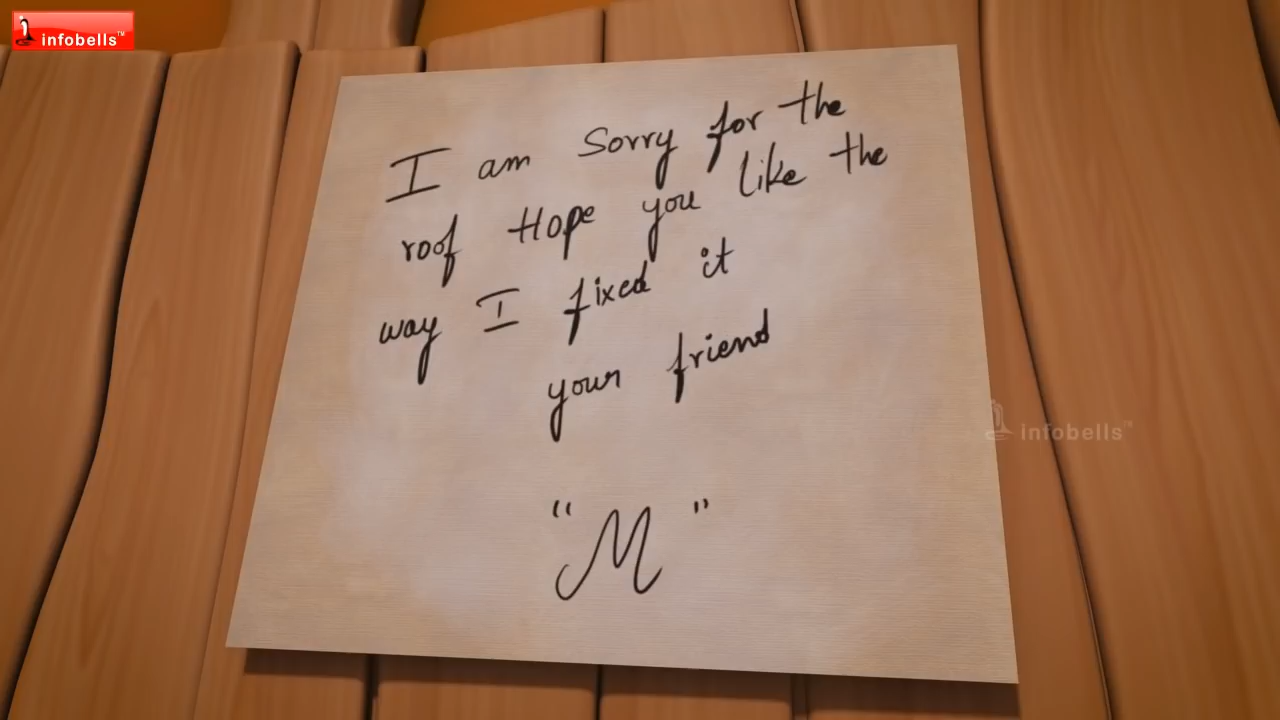 infobells™
I am Sorry for the
roof Hope you like the
way I fixed it
your friend
"M"
infobells™